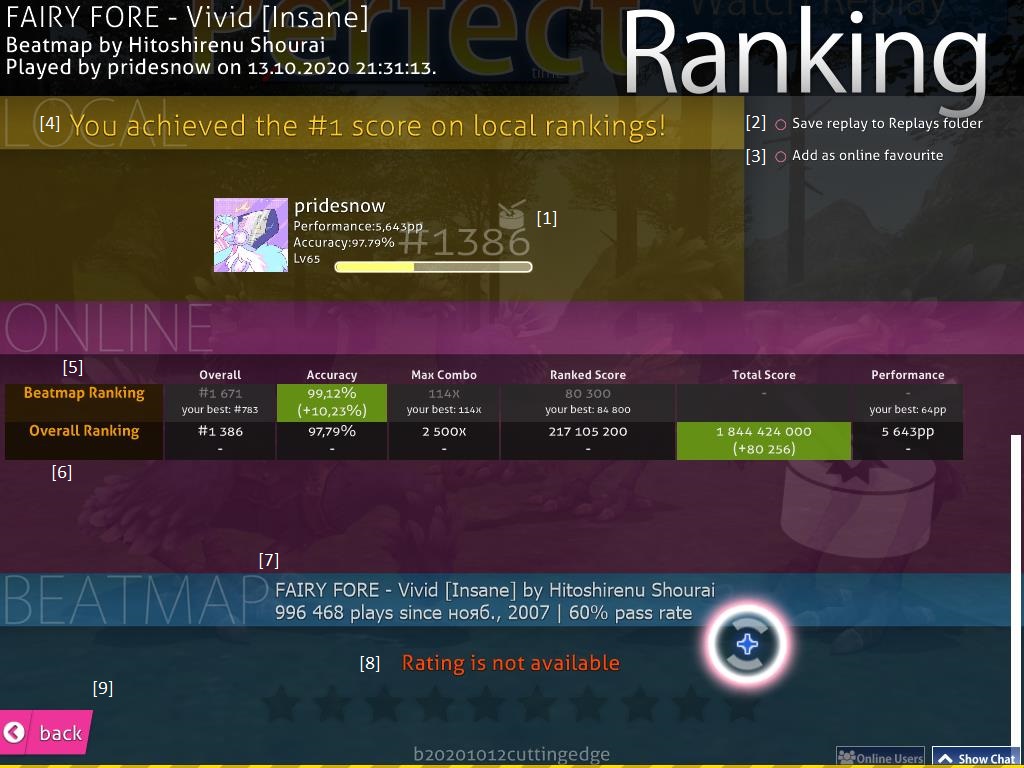 FAIRY FORE - Vivid [Insane]
Beatmap by Hitoshirenu Shourai
Played by pridesnow on 13.10.2020 21:31:13.
Ranking
Perfect
Watch Replay
time
LOCAL
[4] You achieved the #1 score on local rankings!
[2] Save replay to Replays folder
[3] Add as online favourite
pridesnow
Performance:5,643pp
Accuracy:97.79%
Lv65
#1386
[1]
ONLINE
[5]
Overall Accuracy Max Combo Ranked Score Total Score Performance
Beatmap Ranking #1 671 99,12% 114x 80 300 - -
your best: #783 (+10,23%) your best: 114x your best: 84 800 your best: 64pp
Overall Ranking #1 386 97,79% 2 500x 217 105 200 1 844 424 000 5 643pp
- - - - (+80 256) -
[6]
[7]
BEATMAP
FAIRY FORE - Vivid [Insane] by Hitoshirenu Shourai
996 468 plays since нояб., 2007 | 60% pass rate
[8] Rating is not available
[9]
back
b20201012cuttingedge
Online Users
Show Chat